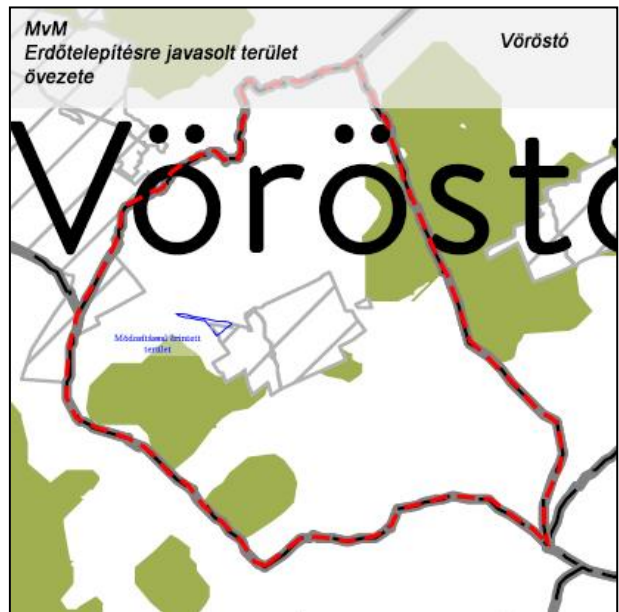 MvM
Erdőtelepítésre javasolt terület
övezete
Vöröstó
Vöröstó
Módosítással érintett
terület